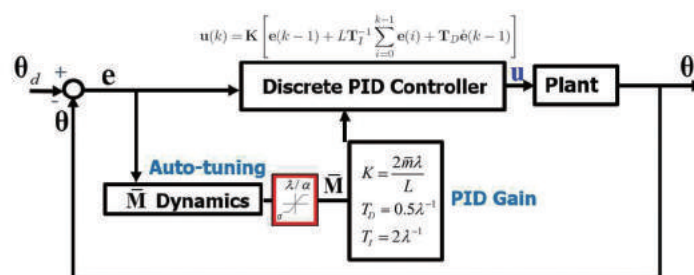 u(k) = K [ e(k−1) + LT_I^{-1} \sum_{i=0}^{k-1} e(i) + T_D ė(k−1) ]
θ_d + e Discrete PID Controller u Plant θ
-
θ
Auto-tuning
M̄ Dynamics
λ/α
σ
M̄
K = 2m̄λ / L
T_D = 0.5λ^{-1}
T_I = 2λ^{-1}
PID Gain